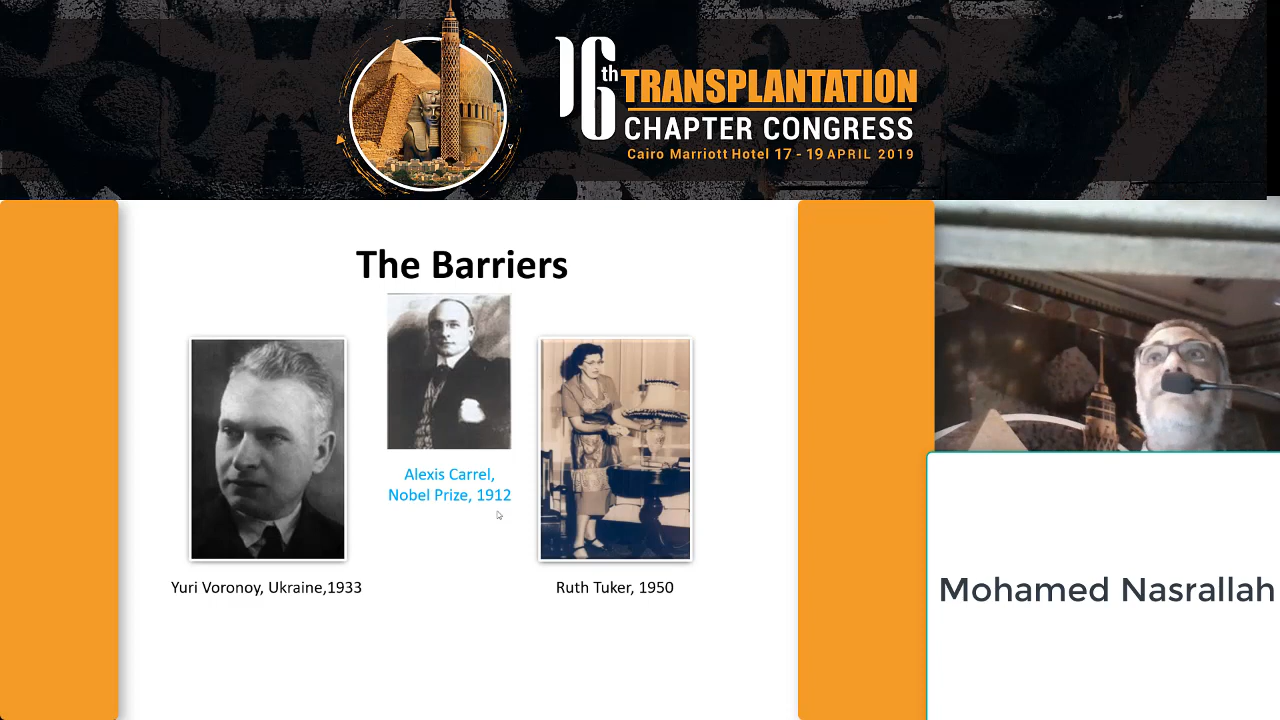 16th TRANSPLANTATION
CHAPTER CONGRESS
Cairo Marriott Hotel 17 - 19 APRIL 2019
The Barriers
Alexis Carrel,
Nobel Prize, 1912
Yuri Voronoy, Ukraine,1933
Ruth Tuker, 1950
Mohamed Nasrallah